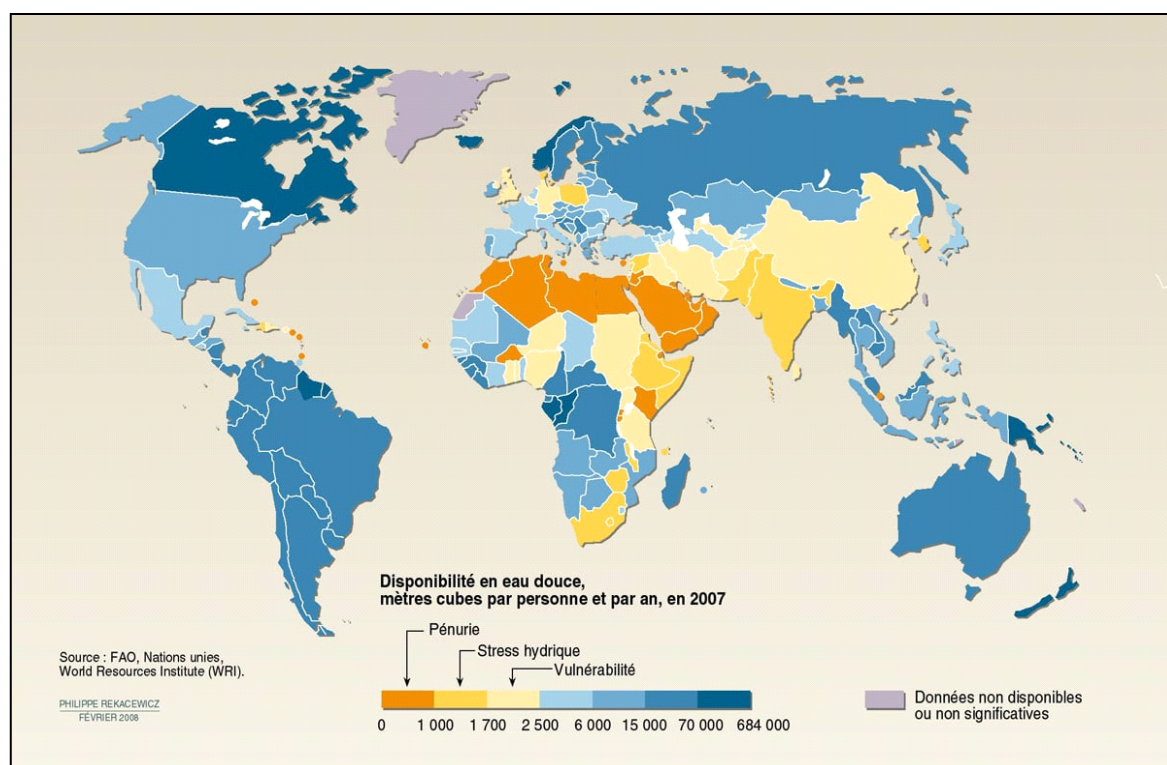 Disponibilité en eau douce,
mètres cubes par personne et par an, en 2007
Pénurie
Stress hydrique
Vulnérabilité
0 1 000 1 700 2 500 6 000 15 000 70 000 684 000
Source : FAO, Nations unies,
World Resources Institute (WRI).
PHILIPPE REKACEWICZ
FÉVRIER 2008
Données non disponibles
ou non significatives